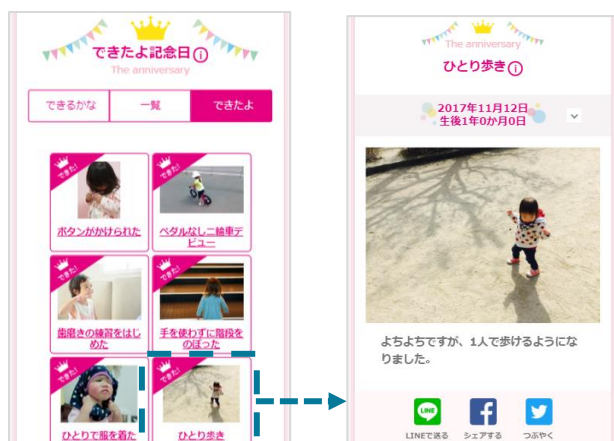 できたよ記念日ⓘ
The anniversary
できるかな
一覧
できたよ
できた!
ボタンがかけられた
できた!
ペダルなし二輪車デ
ビュー
できた!
歯磨きの練習をはじ
めた
できた!
手を使わずに階段を
のぼった
できた!
ひとりで服を着た
できた!
ひとり歩き
The anniversary
ひとり歩きⓘ
2017年11月12日
生後1年0か月0日
よちよちですが、1人で歩けるようにな
りました。
LINE
LINEで送る
シェアする
つぶやく